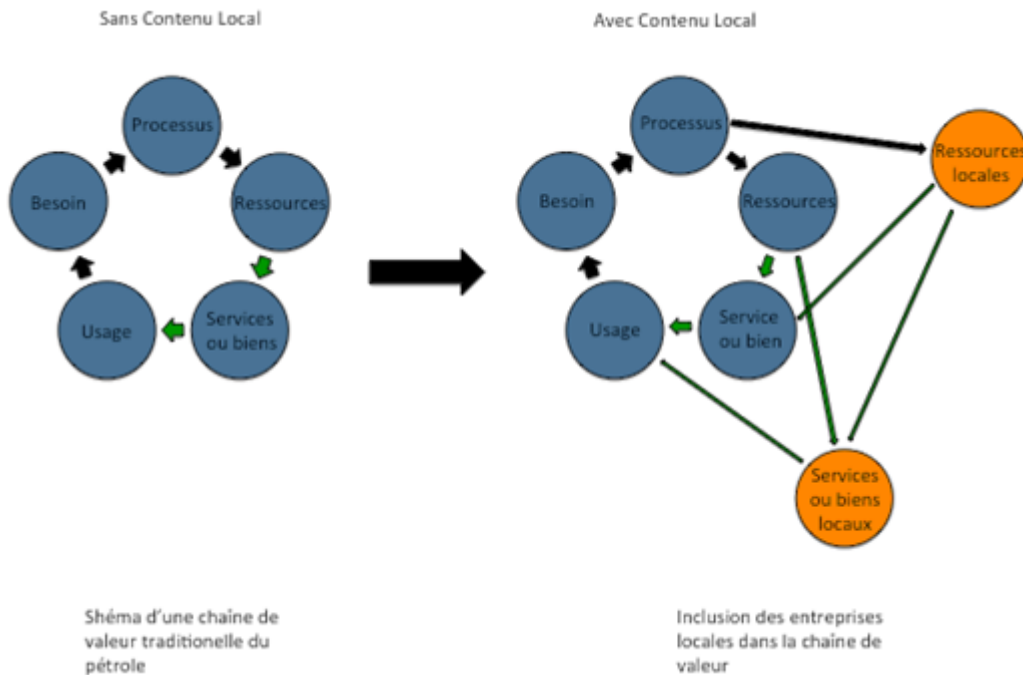 Sans Contenu Local
Processus
Besoin
Ressources
Usage
Services
ou biens
Avec Contenu Local
Processus
Ressources
locales
Besoin
Ressources
Usage
Service
ou bien
Services
ou biens
locaux
Shéma d'une chaîne de
valeur traditionelle du
pétrole
Inclusion des entreprises
locales dans la chaîne de
valeur